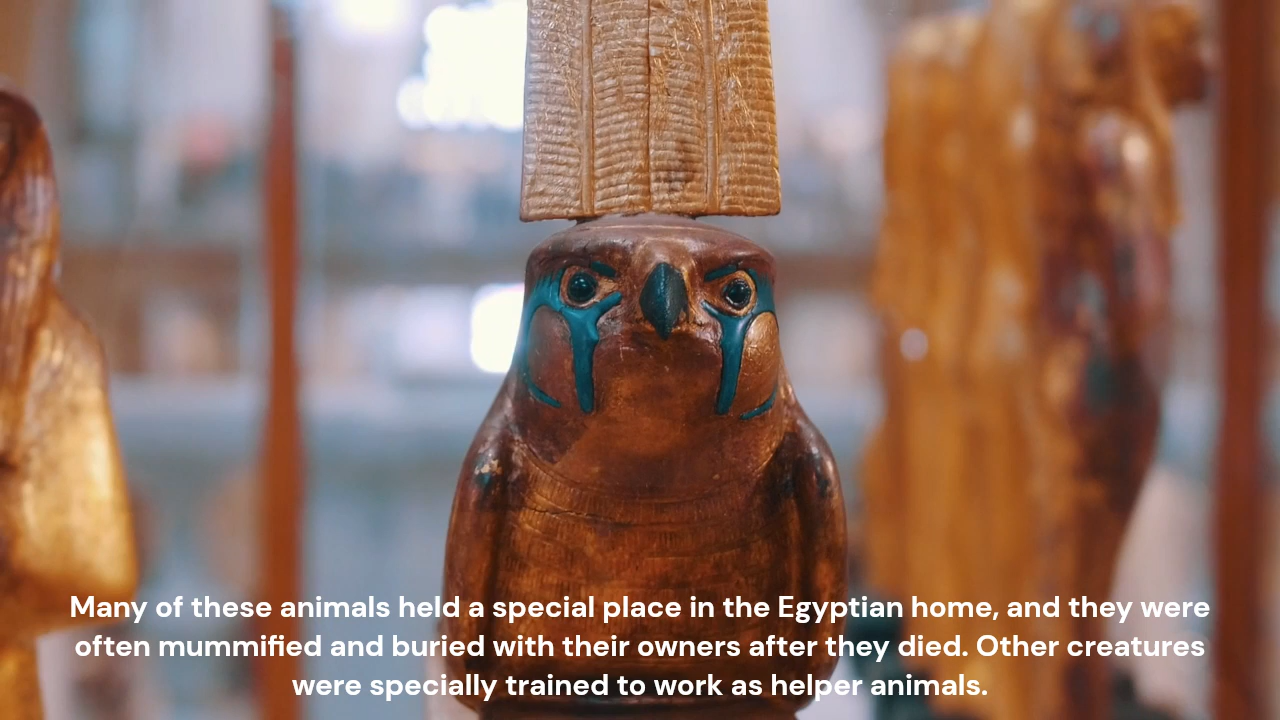 Many of these animals held a special place in the Egyptian home, and they were
often mummified and buried with their owners after they died. Other creatures
were specially trained to work as helper animals.